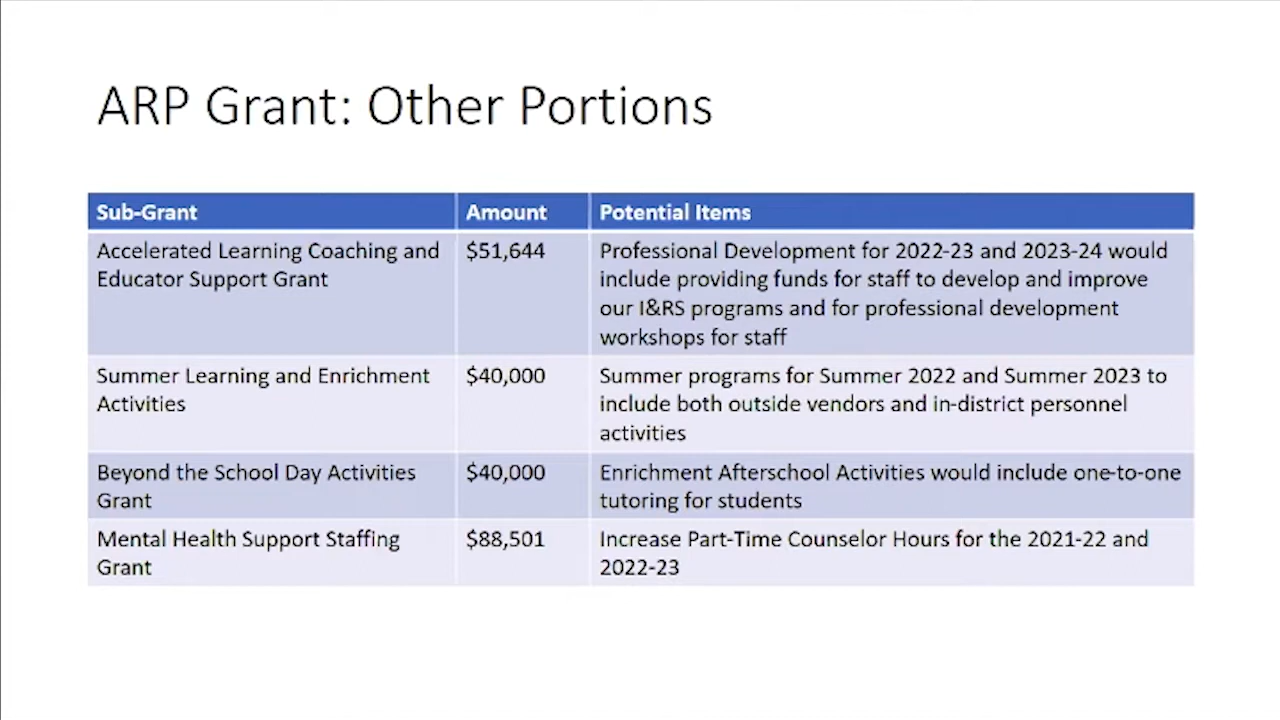 ARP Grant: Other Portions
Sub-Grant Amount Potential Items
Accelerated Learning Coaching and $51,644 Professional Development for 2022-23 and 2023-24 would
Educator Support Grant include providing funds for staff to develop and improve
our I&RS programs and for professional development
workshops for staff
Summer Learning and Enrichment $40,000 Summer programs for Summer 2022 and Summer 2023 to
Activities include both outside vendors and in-district personnel
activities
Beyond the School Day Activities $40,000 Enrichment Afterschool Activities would include one-to-one
Grant tutoring for students
Mental Health Support Staffing $88,501 Increase Part-Time Counselor Hours for the 2021-22 and
Grant 2022-23